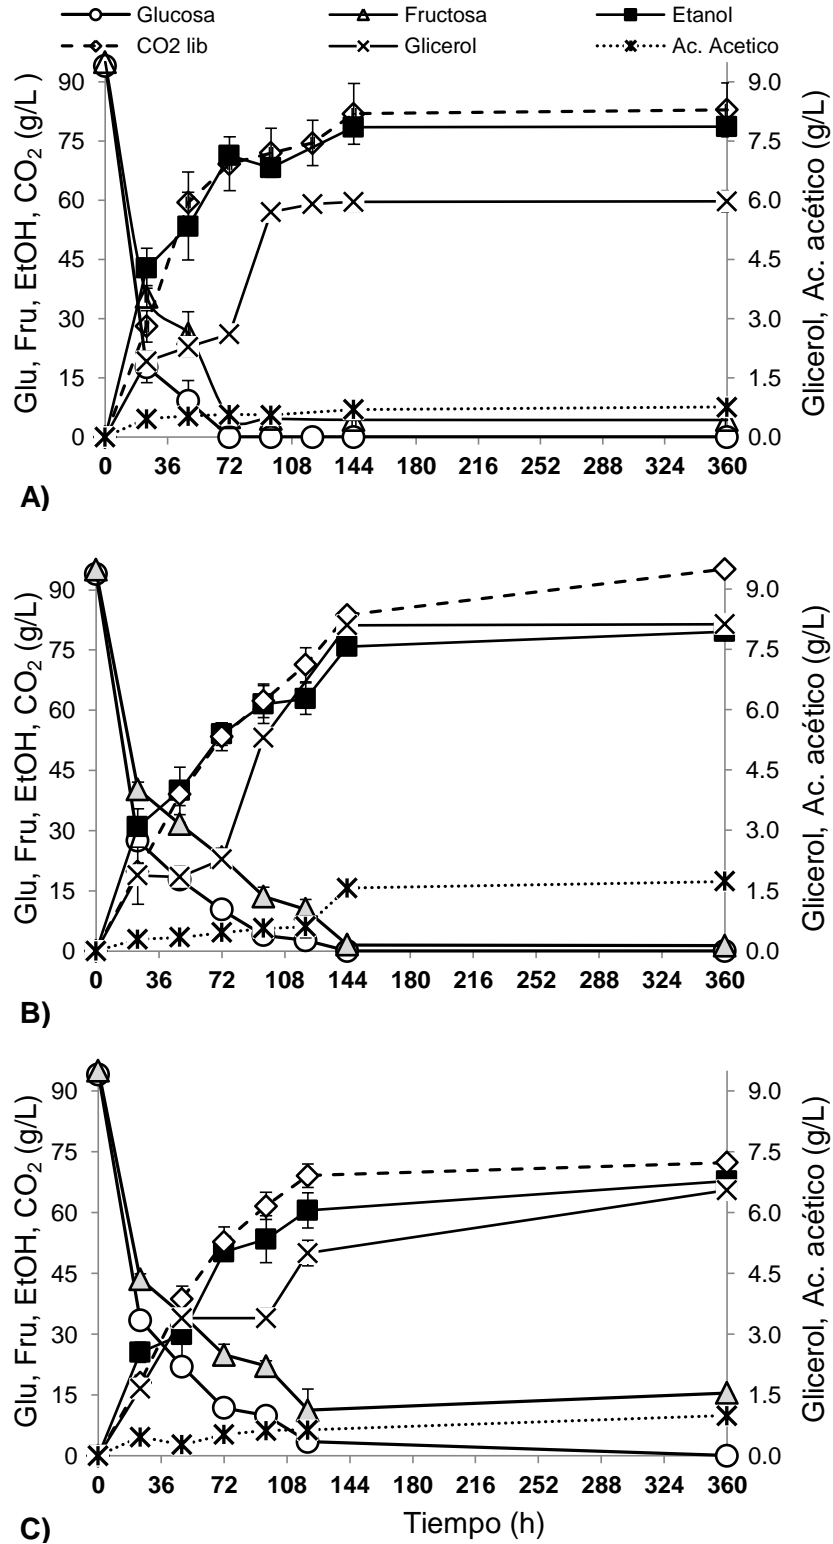 Glucosa Fructosa Etanol
CO2 lib Glicerol Ac. Acetico
Glu, Fru, EtOH, CO₂ (g/L)
90
75
60
45
30
15
0
9.0
7.5
6.0
4.5
3.0
1.5
0.0
Glicerol, Ac. acético (g/L)
0 36 72 108 144 180 216 252 288 324 360
A)
Glu, Fru, EtOH, CO₂ (g/L)
90
75
60
45
30
15
0
9.0
7.5
6.0
4.5
3.0
1.5
0.0
Glicerol, Ac. acético (g/L)
0 36 72 108 144 180 216 252 288 324 360
B)
Glu, Fru, EtOH, CO₂ (g/L)
90
75
60
45
30
15
0
9.0
7.5
6.0
4.5
3.0
1.5
0.0
Glicerol, Ac. acético (g/L)
0 36 72 108 144 180 216 252 288 324 360
Tiempo (h)
C)